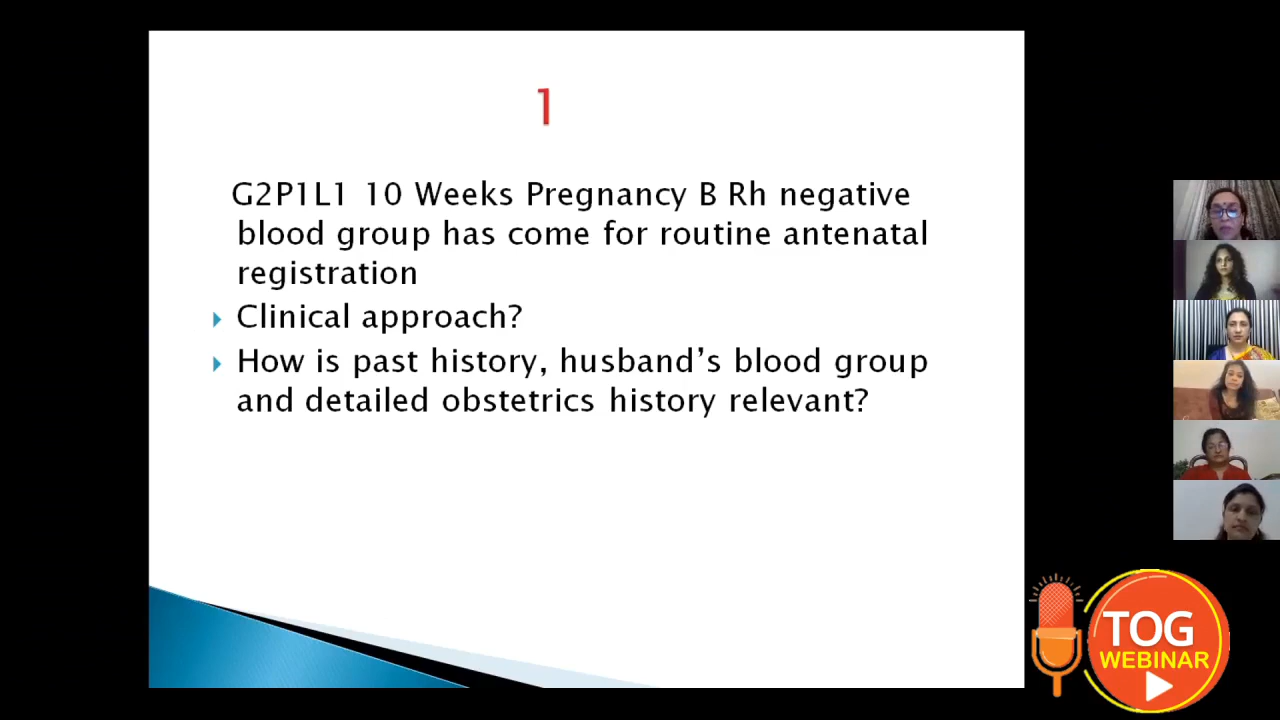 1
G2P1L1 10 Weeks Pregnancy B Rh negative
blood group has come for routine antenatal
registration
Clinical approach?
How is past history, husband's blood group
and detailed obstetrics history relevant?
TOG
WEBINAR